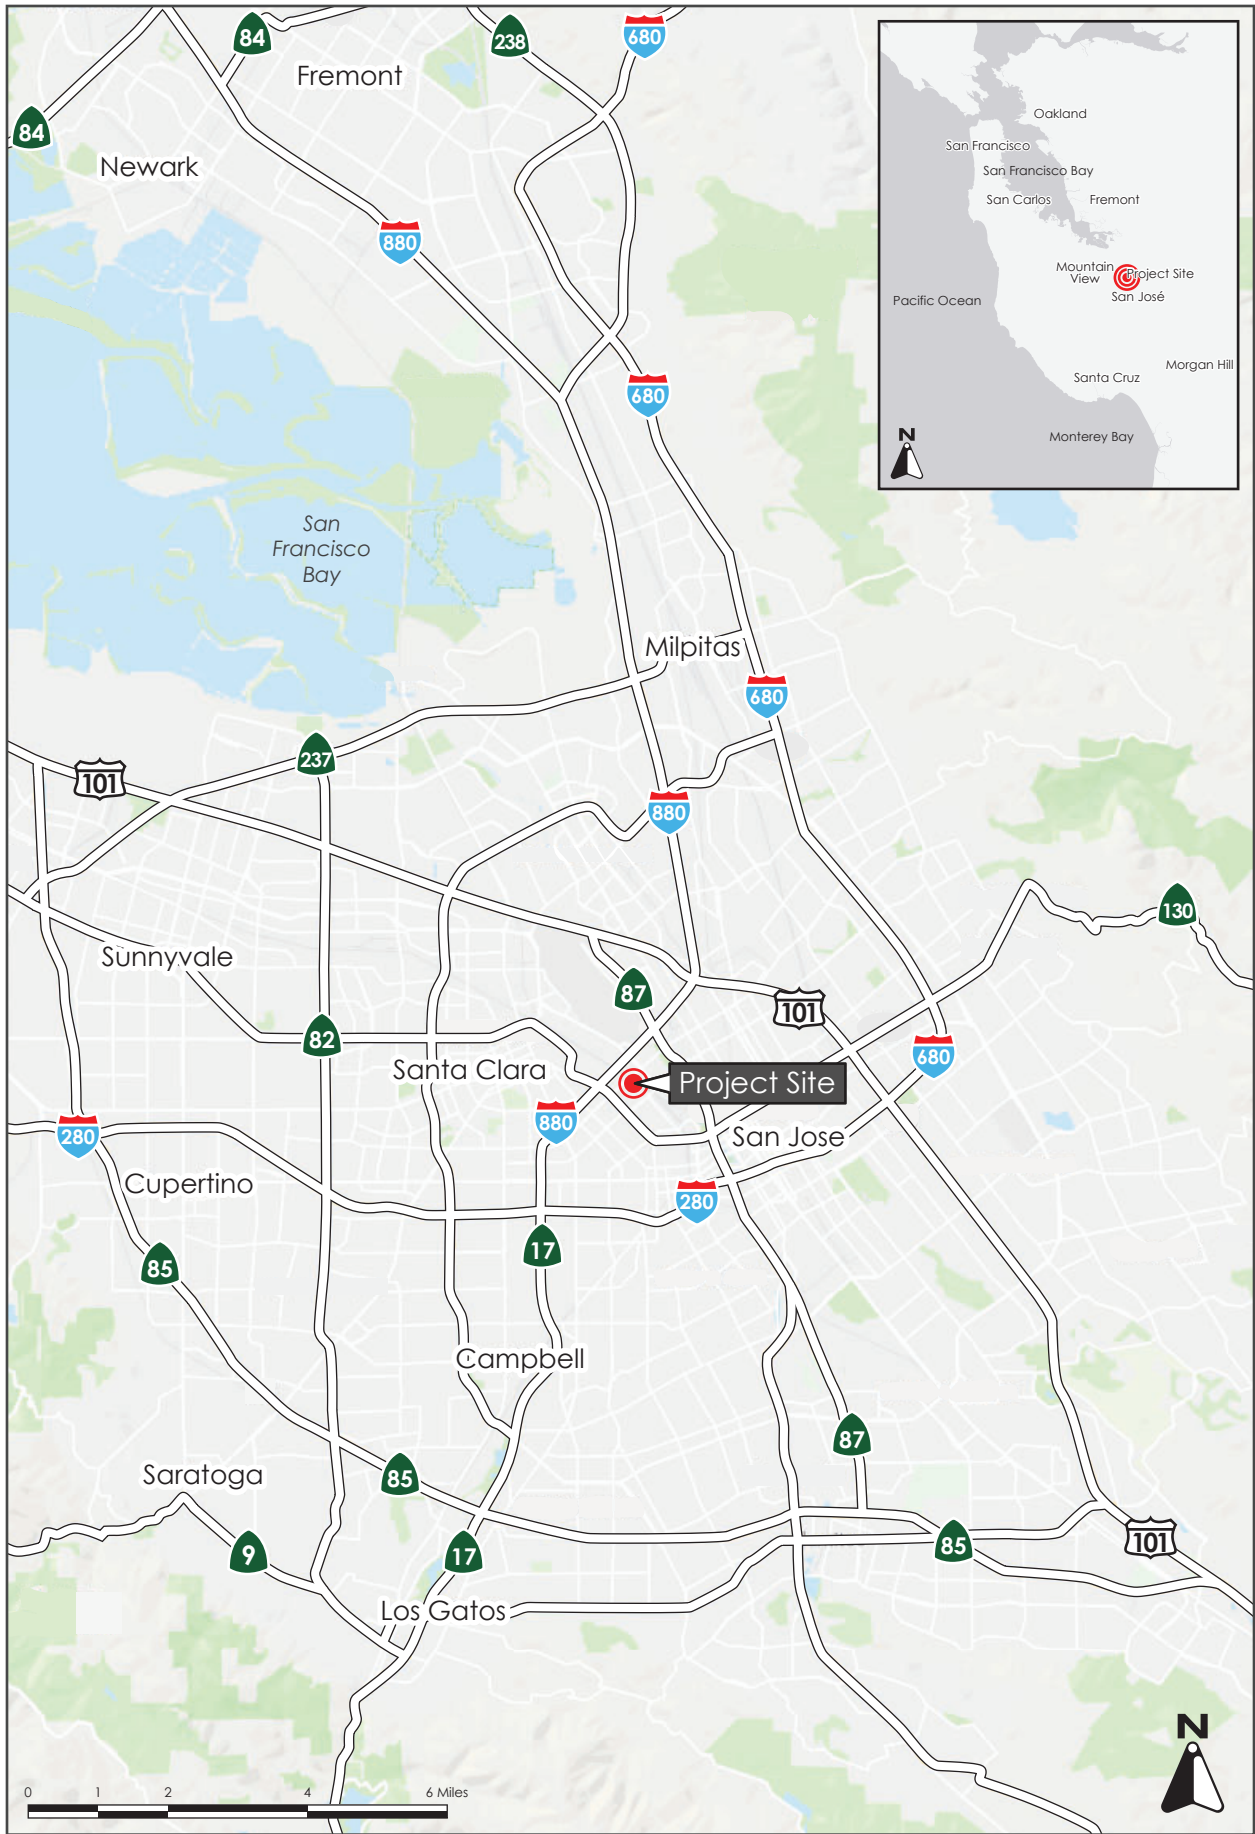 84
238
680
Fremont
84
Newark
880
680
San
Francisco
Bay
Milpitas
680
237
101
880
130
Sunnyvale
87
101
82
680
Santa Clara
Project Site
880
280
San Jose
Cupertino
280
17
85
Campbell
87
Saratoga
85
101
9
17
85
Los Gatos
Oakland
San Francisco
San Francisco Bay
San Carlos
Fremont
Mountain
View
Project Site
San José
Pacific Ocean
Morgan Hill
Santa Cruz
Monterey Bay
N
N
0 1 2 4 6 Miles